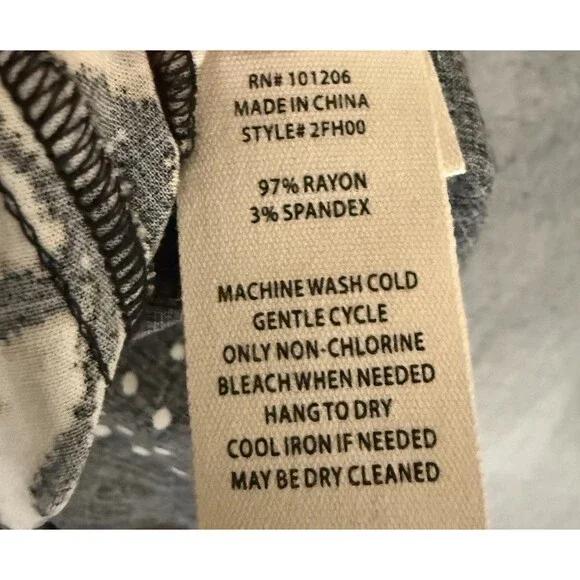 RN# 101206
MADE IN CHINA
STYLE# 2FH00
97% RAYON
3% SPANDEX
MACHINE WASH COLD
GENTLE CYCLE
ONLY NON-CHLORINE
BLEACH WHEN NEEDED
HANG TO DRY
COOL IRON IF NEEDED
MAY BE DRY CLEANED